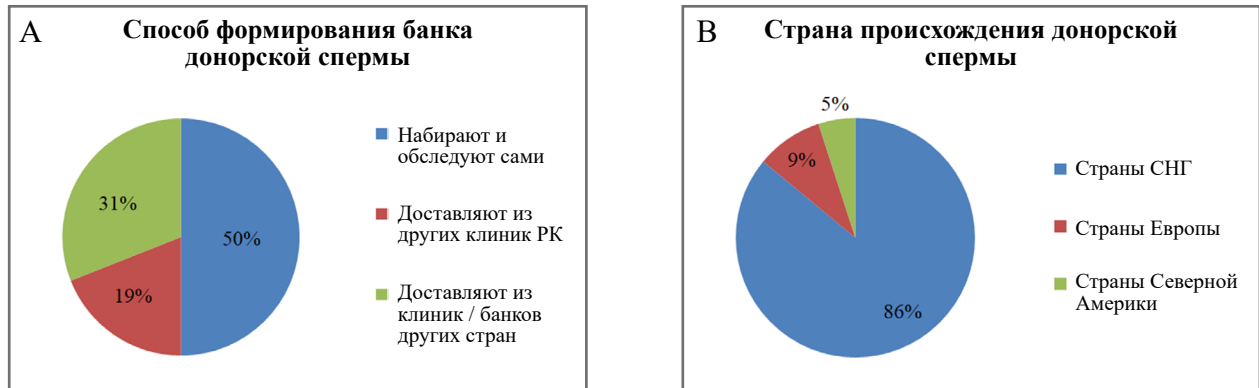 A
Способ формирования банка
донорской спермы
31%
50%
19%
Набирают и
обследуют сами
Доставляют из
других клиник РК
Доставляют из
клиник / банков
других стран
B
Страна происхождения донорской
спермы
5%
9%
86%
Страны СНГ
Страны Европы
Страны Северной
Америки